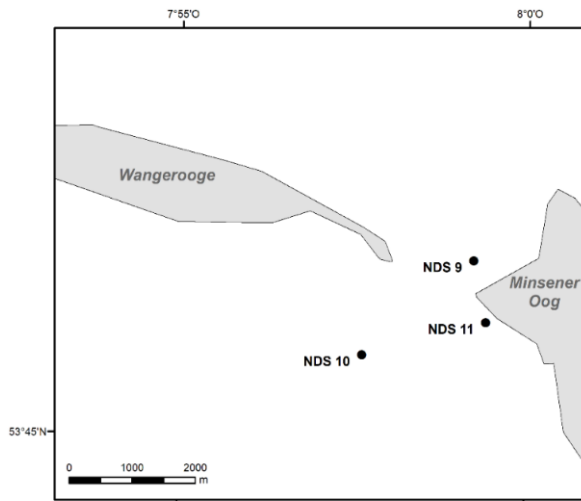 7°55'O
8°0'O
Wangerooge
NDS 9
Minsener
Oog
NDS 11
NDS 10
53°45'N
0 1000 2000
m